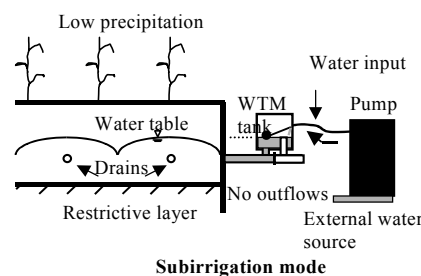 Low precipitation
Water input
WTM
tank
Pump
Water table
Drains
No outflows
Restrictive layer
External water
source
Subirrigation mode